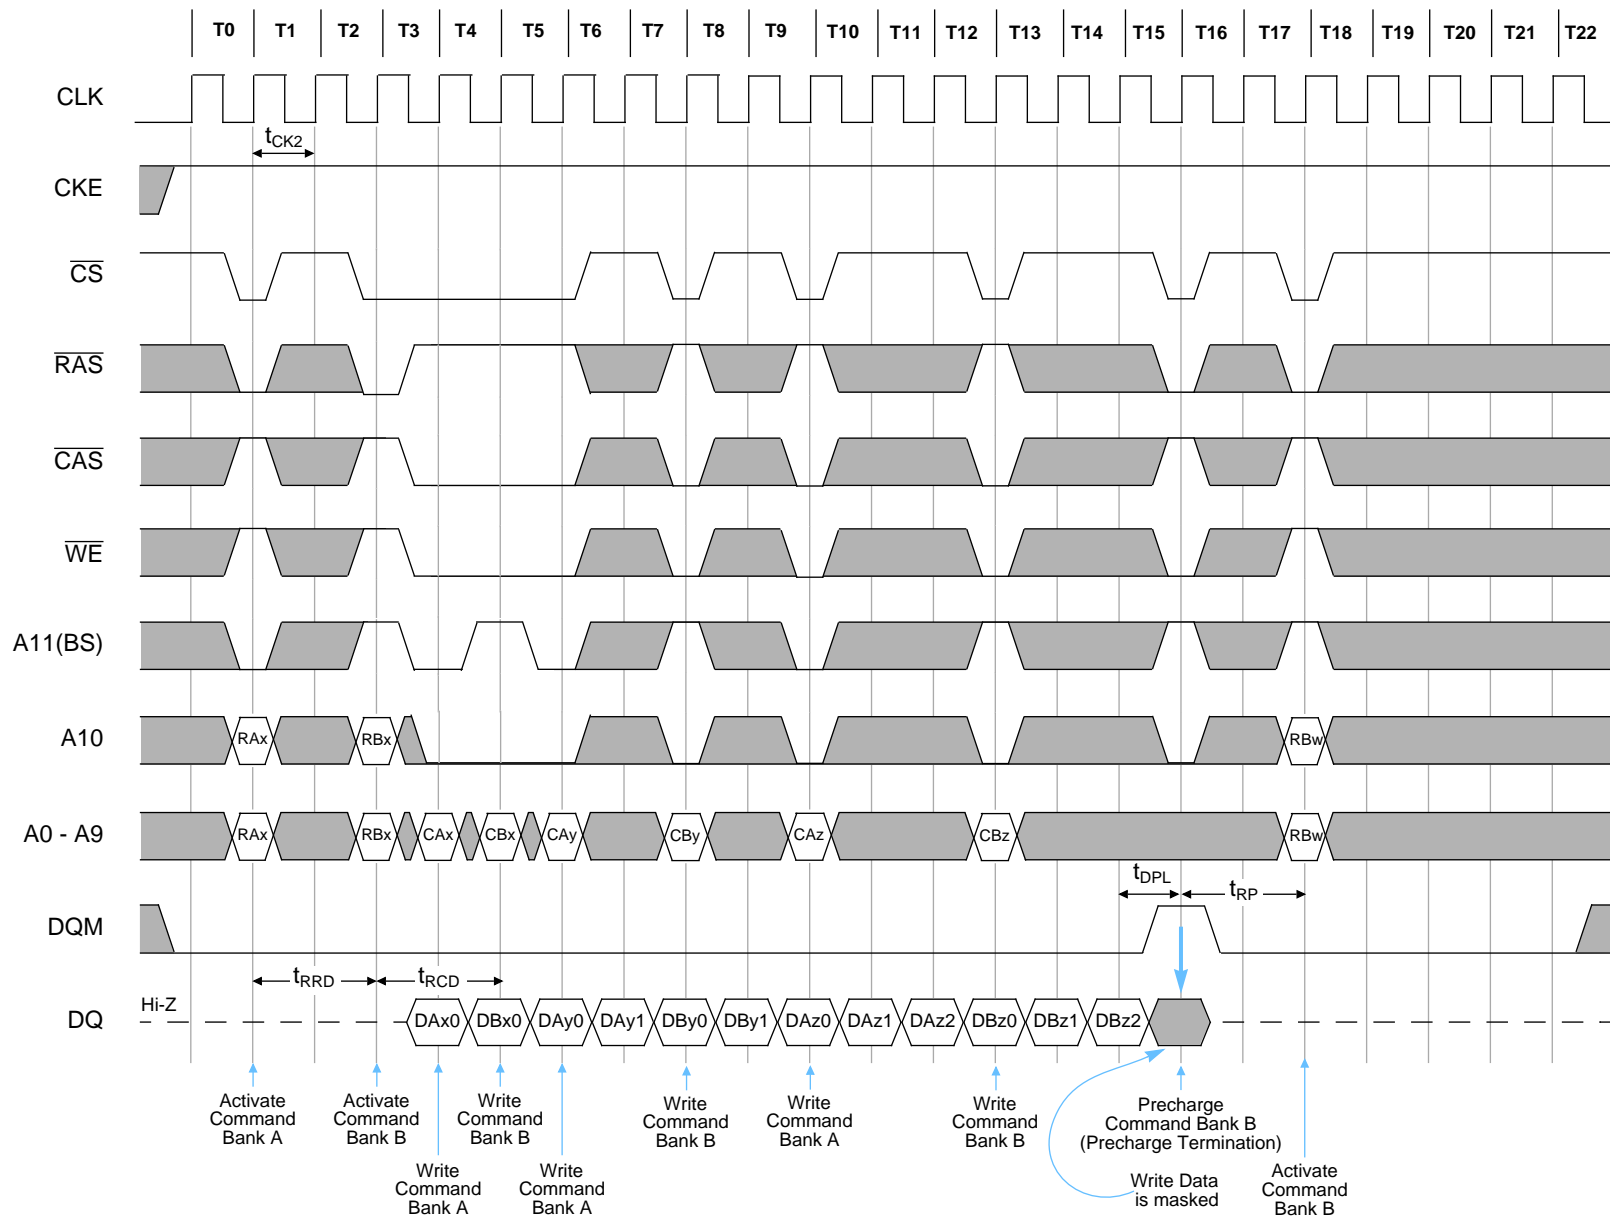 T0 T1 T2 T3 T4 T5 T6 T7 T8 T9 T10 T11 T12 T13 T14 T15 T16 T17 T18 T19 T20 T21 T22
CLK
tCK2
CKE
CS
RAS
CAS
WE
A11(BS)
A10 RAx RBx RBw
A0 - A9 RAx RBx CAx CBx CAy CBy CAz CBz RBw
tDPL tRP
DQM
tRRD tRCD
Hi-Z
DQ DAx0 DBx0 DAy0 DAy1 DBy0 DBy1 DAz0 DAz1 DAz2 DBz0 DBz1 DBz2
Activate
Command
Bank A
Activate
Command
Bank B
Write
Command
Bank B
Write
Command
Bank B
Write
Command
Bank A
Write
Command
Bank B
Precharge
Command Bank B
(Precharge Termination)
Write
Command
Bank A
Write
Command
Bank A
Write Data
is masked
Activate
Command
Bank B